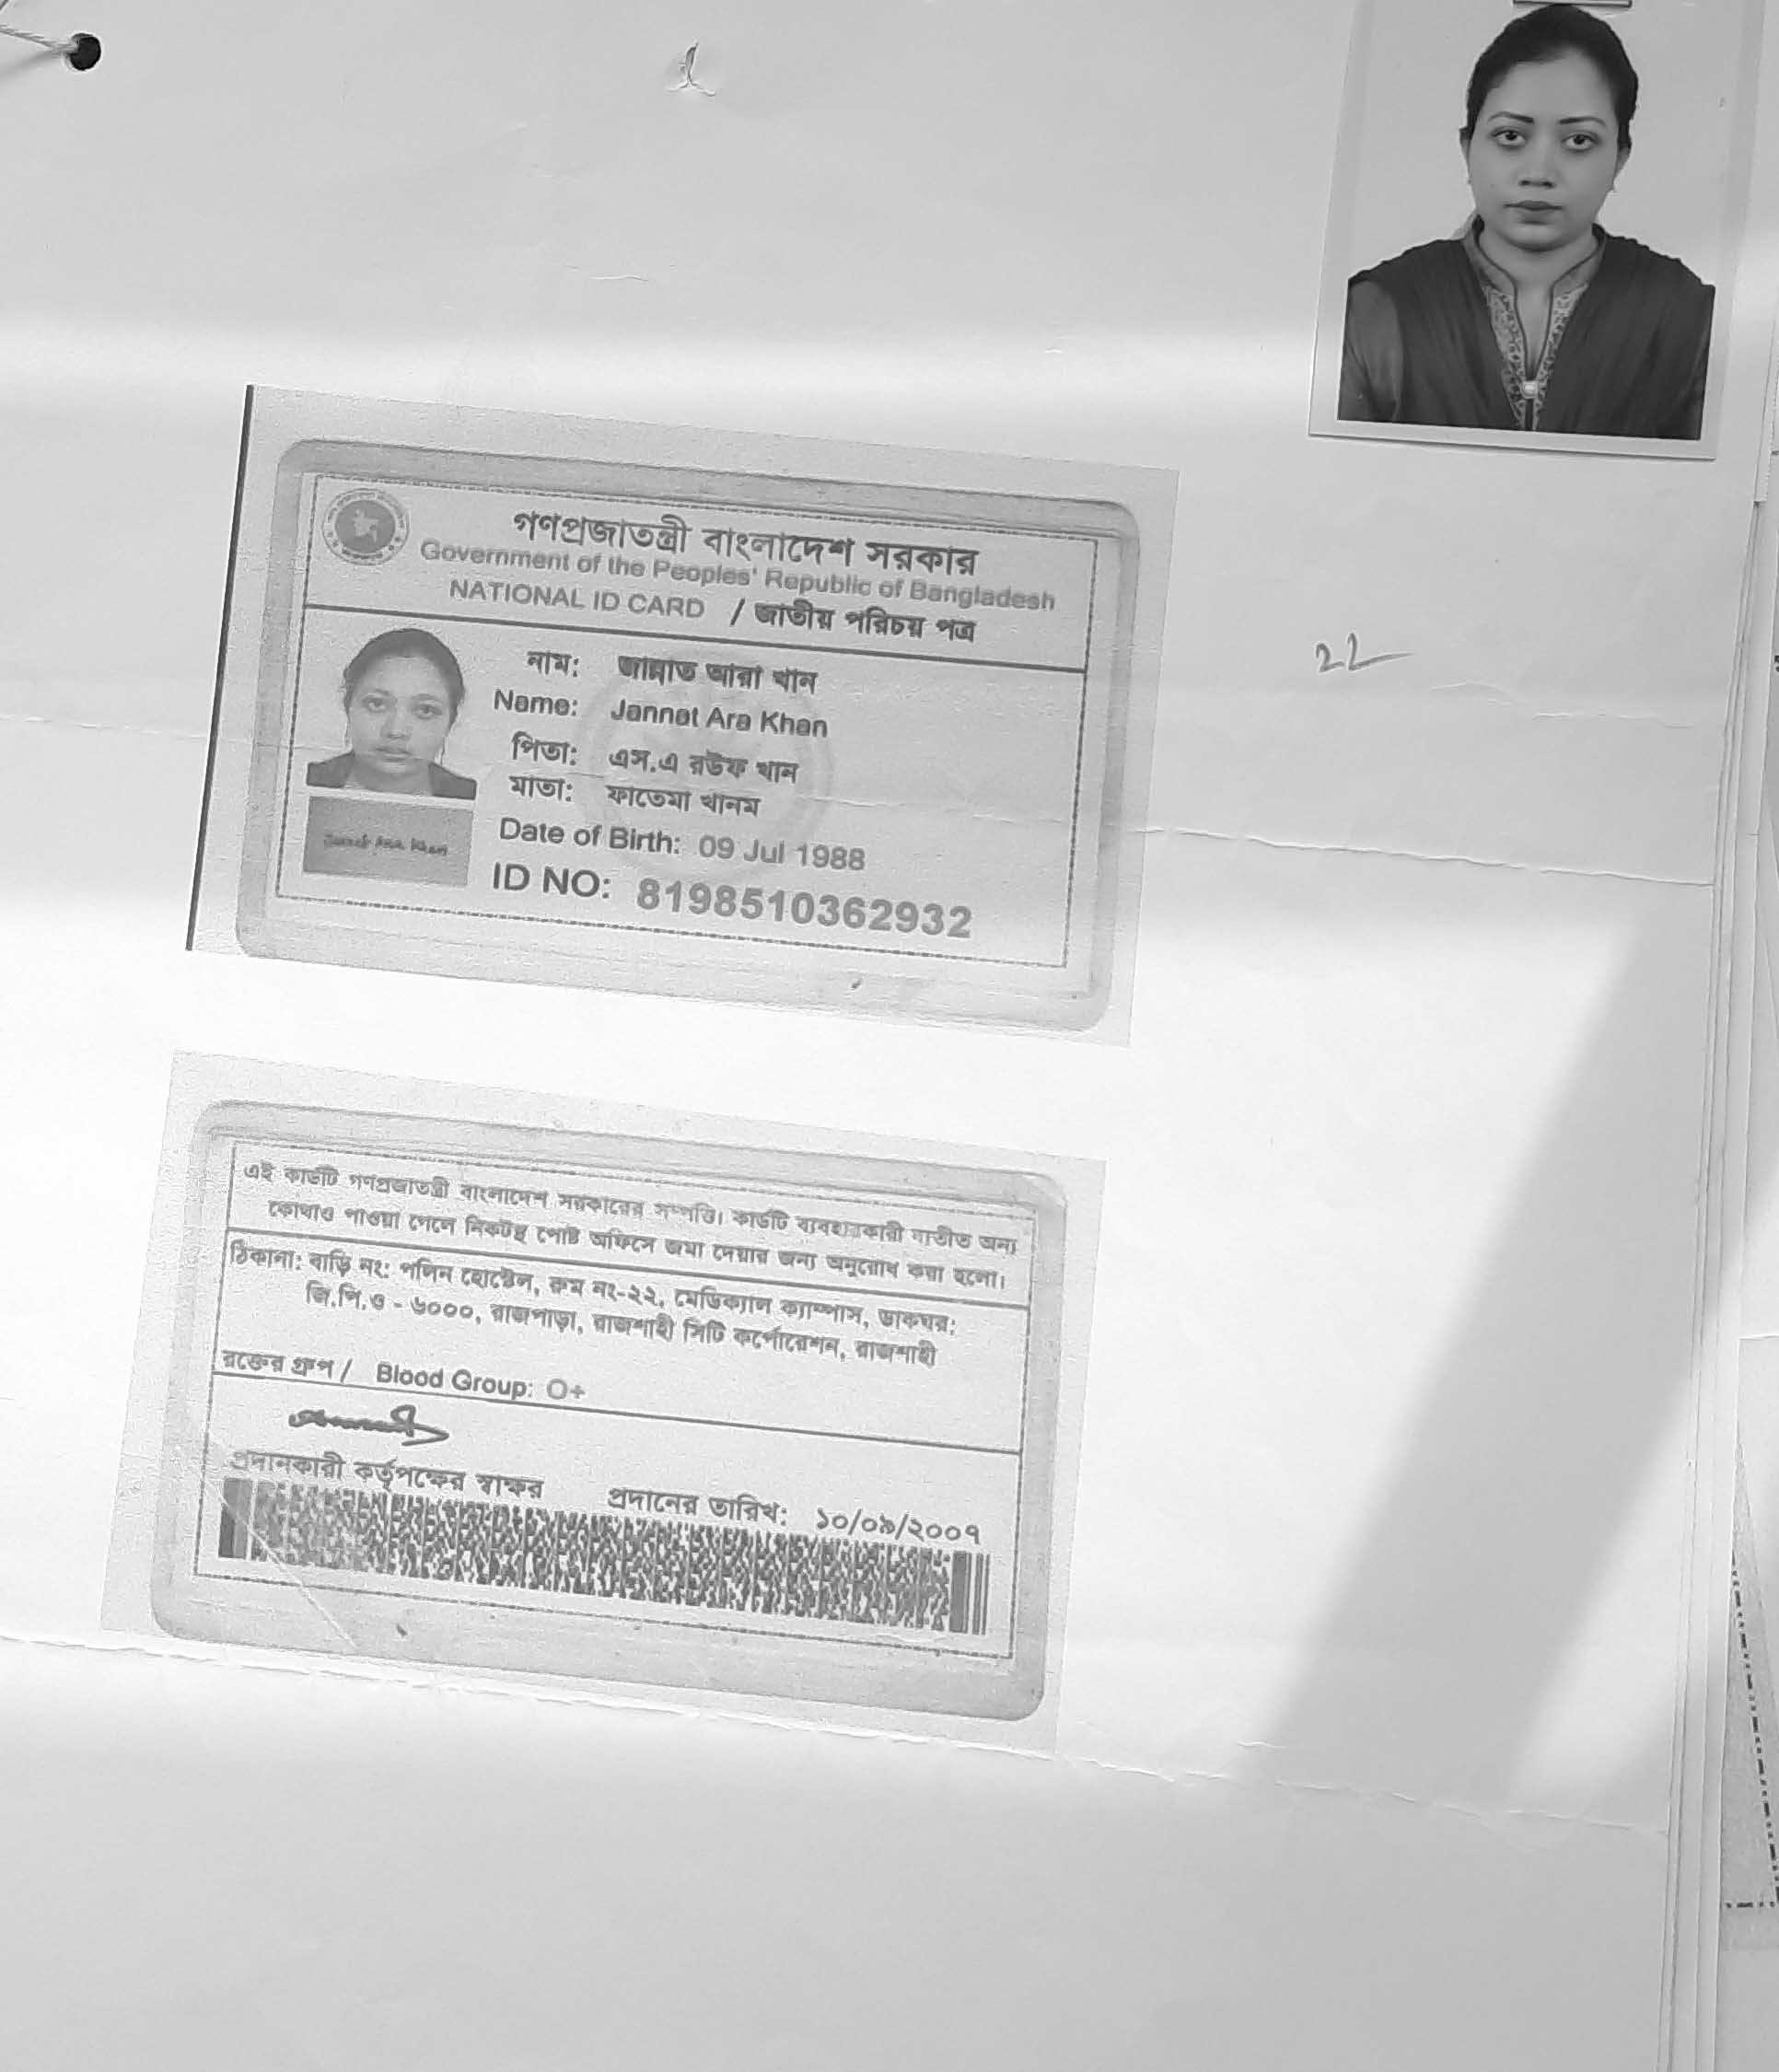 গণপ্রজাতন্ত্রী বাংলাদেশ সরকার
Government of the Peoples' Republic of Bangladesh
NATIONAL ID CARD / জাতীয় পরিচয় পত্র
নাম: জান্নাত আরা খান
Name: Jannat Ara Khan
পিতা: এস.এ রউফ খান
মাতা: ফাতেমা খানম
Jannat Ara Khan
Date of Birth: 09 Jul 1988
ID NO: 8198510362932
22
এই কার্ডটি গণপ্রজাতন্ত্রী বাংলাদেশ সরকারের সম্পত্তি। কার্ডটি ব্যবহারকারী ব্যতীত অন্য
কোথাও পাওয়া গেলে নিকটস্থ পোষ্ট অফিসে জমা দেয়ার জন্য অনুরোধ করা হলো।
ঠিকানা: বাড়ি নং: পলিন হোস্টেল, রুম নং-২২, মেডিক্যাল ক্যাম্পাস, ডাকঘর:
জি.পি.ও - ৬০০০, রাজপাড়া, রাজশাহী সিটি কর্পোরেশন, রাজশাহী
রক্তের গ্রুপ / Blood Group: O+
প্রদানকারী কর্তৃপক্ষের স্বাক্ষর প্রদানের তারিখ: ১০/০৯/২০০৭